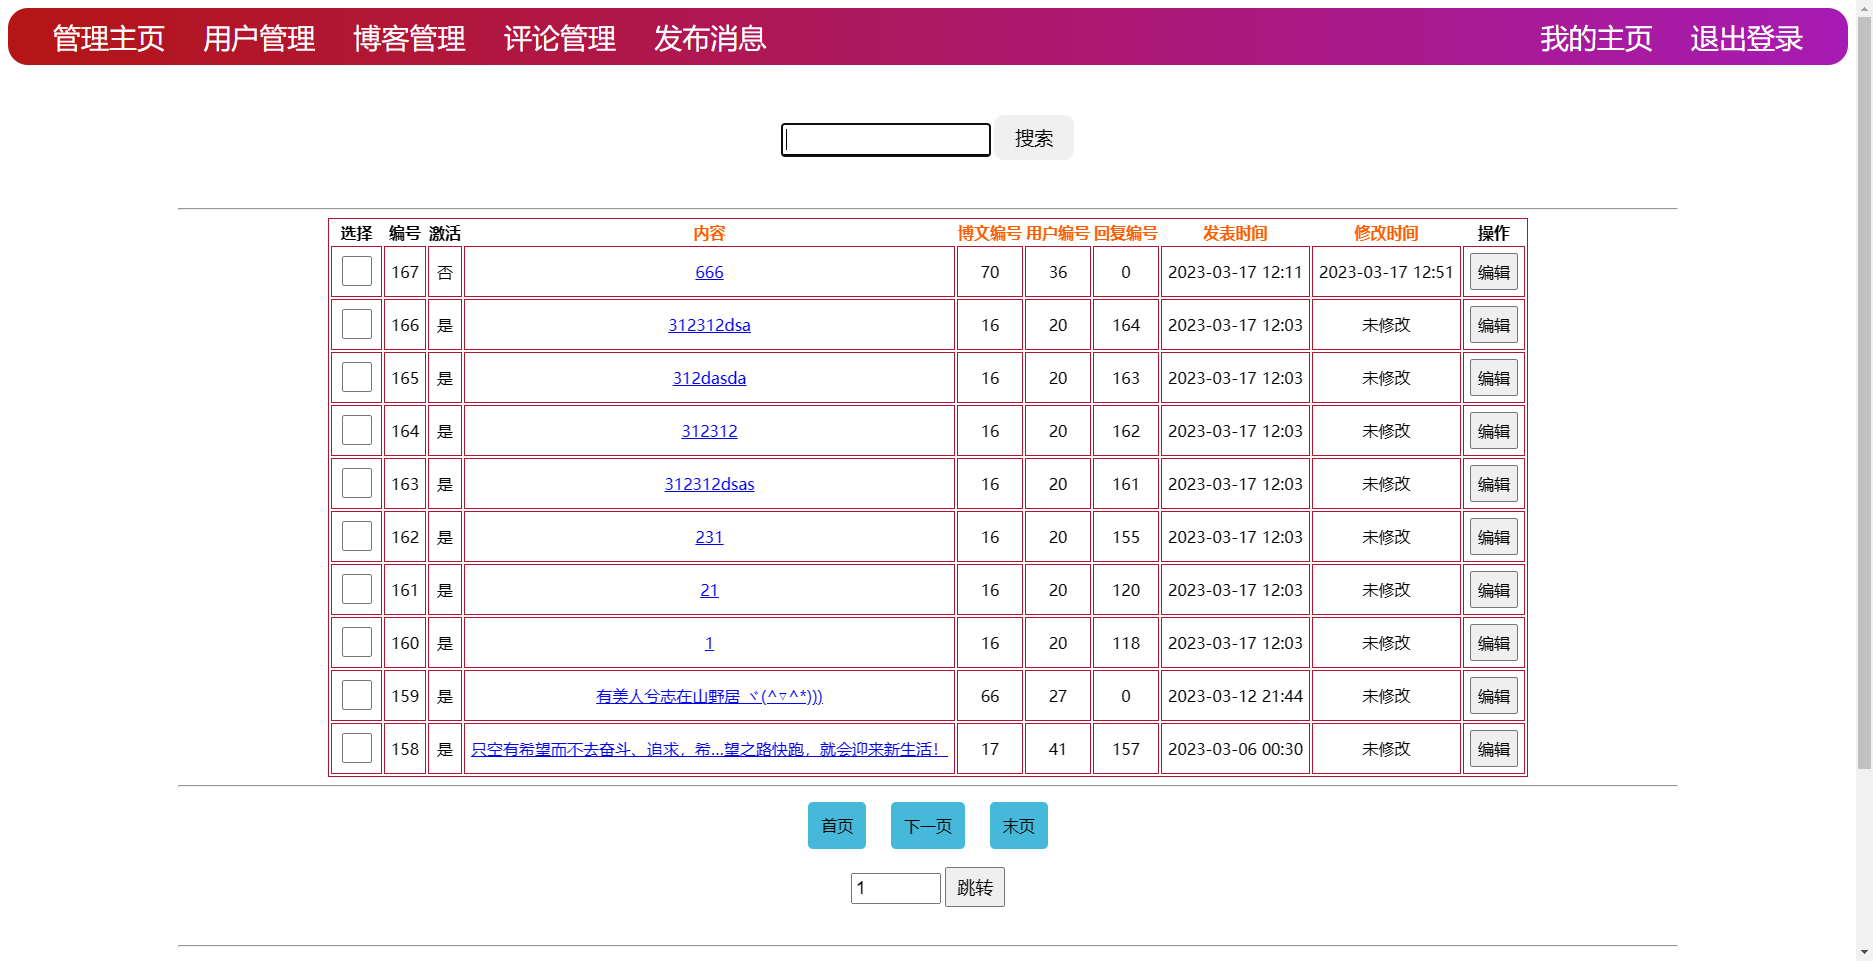 管理主页 用户管理 博客管理 评论管理 发布消息 我的主页 退出登录
搜索
选择 编号 激活 内容 博文编号 用户编号 回复编号 发表时间 修改时间 操作
167 否 666 70 36 0 2023-03-17 12:11 2023-03-17 12:51 编辑
166 是 312312dsa 16 20 164 2023-03-17 12:03 未修改 编辑
165 是 312dasda 16 20 163 2023-03-17 12:03 未修改 编辑
164 是 312312 16 20 162 2023-03-17 12:03 未修改 编辑
163 是 312312dsas 16 20 161 2023-03-17 12:03 未修改 编辑
162 是 231 16 20 155 2023-03-17 12:03 未修改 编辑
161 是 21 16 20 120 2023-03-17 12:03 未修改 编辑
160 是 1 16 20 118 2023-03-17 12:03 未修改 编辑
159 是 有美人兮志在山野居 ヾ(^▽^*))) 66 27 0 2023-03-12 21:44 未修改 编辑
158 是 只空有希望而不去奋斗、追求，希...望之路快跑，就会迎来新生活！ 17 41 157 2023-03-06 00:30 未修改 编辑
首页 下一页 末页
1 跳转